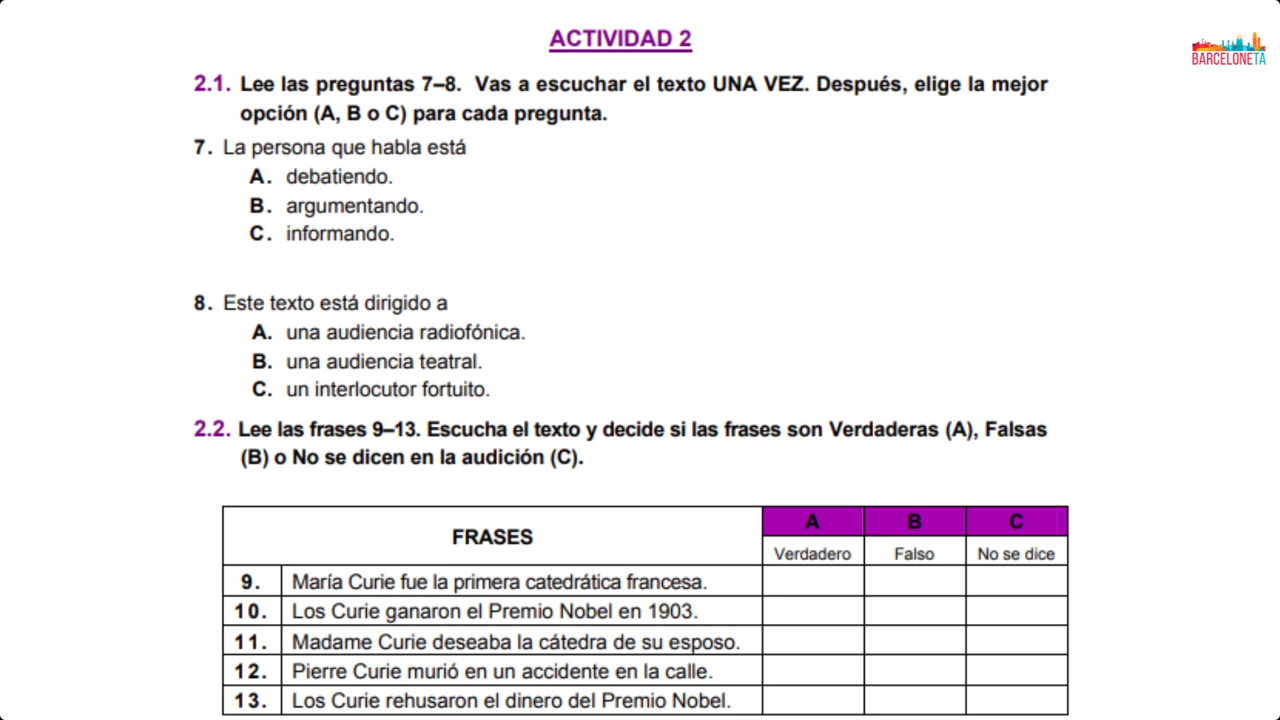 ACTIVIDAD 2
BARCELONETA
2.1. Lee las preguntas 7–8. Vas a escuchar el texto UNA VEZ. Después, elige la mejor
opción (A, B o C) para cada pregunta.
7. La persona que habla está
A. debatiendo.
B. argumentando.
C. informando.
8. Este texto está dirigido a
A. una audiencia radiofónica.
B. una audiencia teatral.
C. un interlocutor fortuito.
2.2. Lee las frases 9–13. Escucha el texto y decide si las frases son Verdaderas (A), Falsas
(B) o No se dicen en la audición (C).
FRASES A B C
Verdadero Falso No se dice
9. María Curie fue la primera catedrática francesa.
10. Los Curie ganaron el Premio Nobel en 1903.
11. Madame Curie deseaba la cátedra de su esposo.
12. Pierre Curie murió en un accidente en la calle.
13. Los Curie rehusaron el dinero del Premio Nobel.